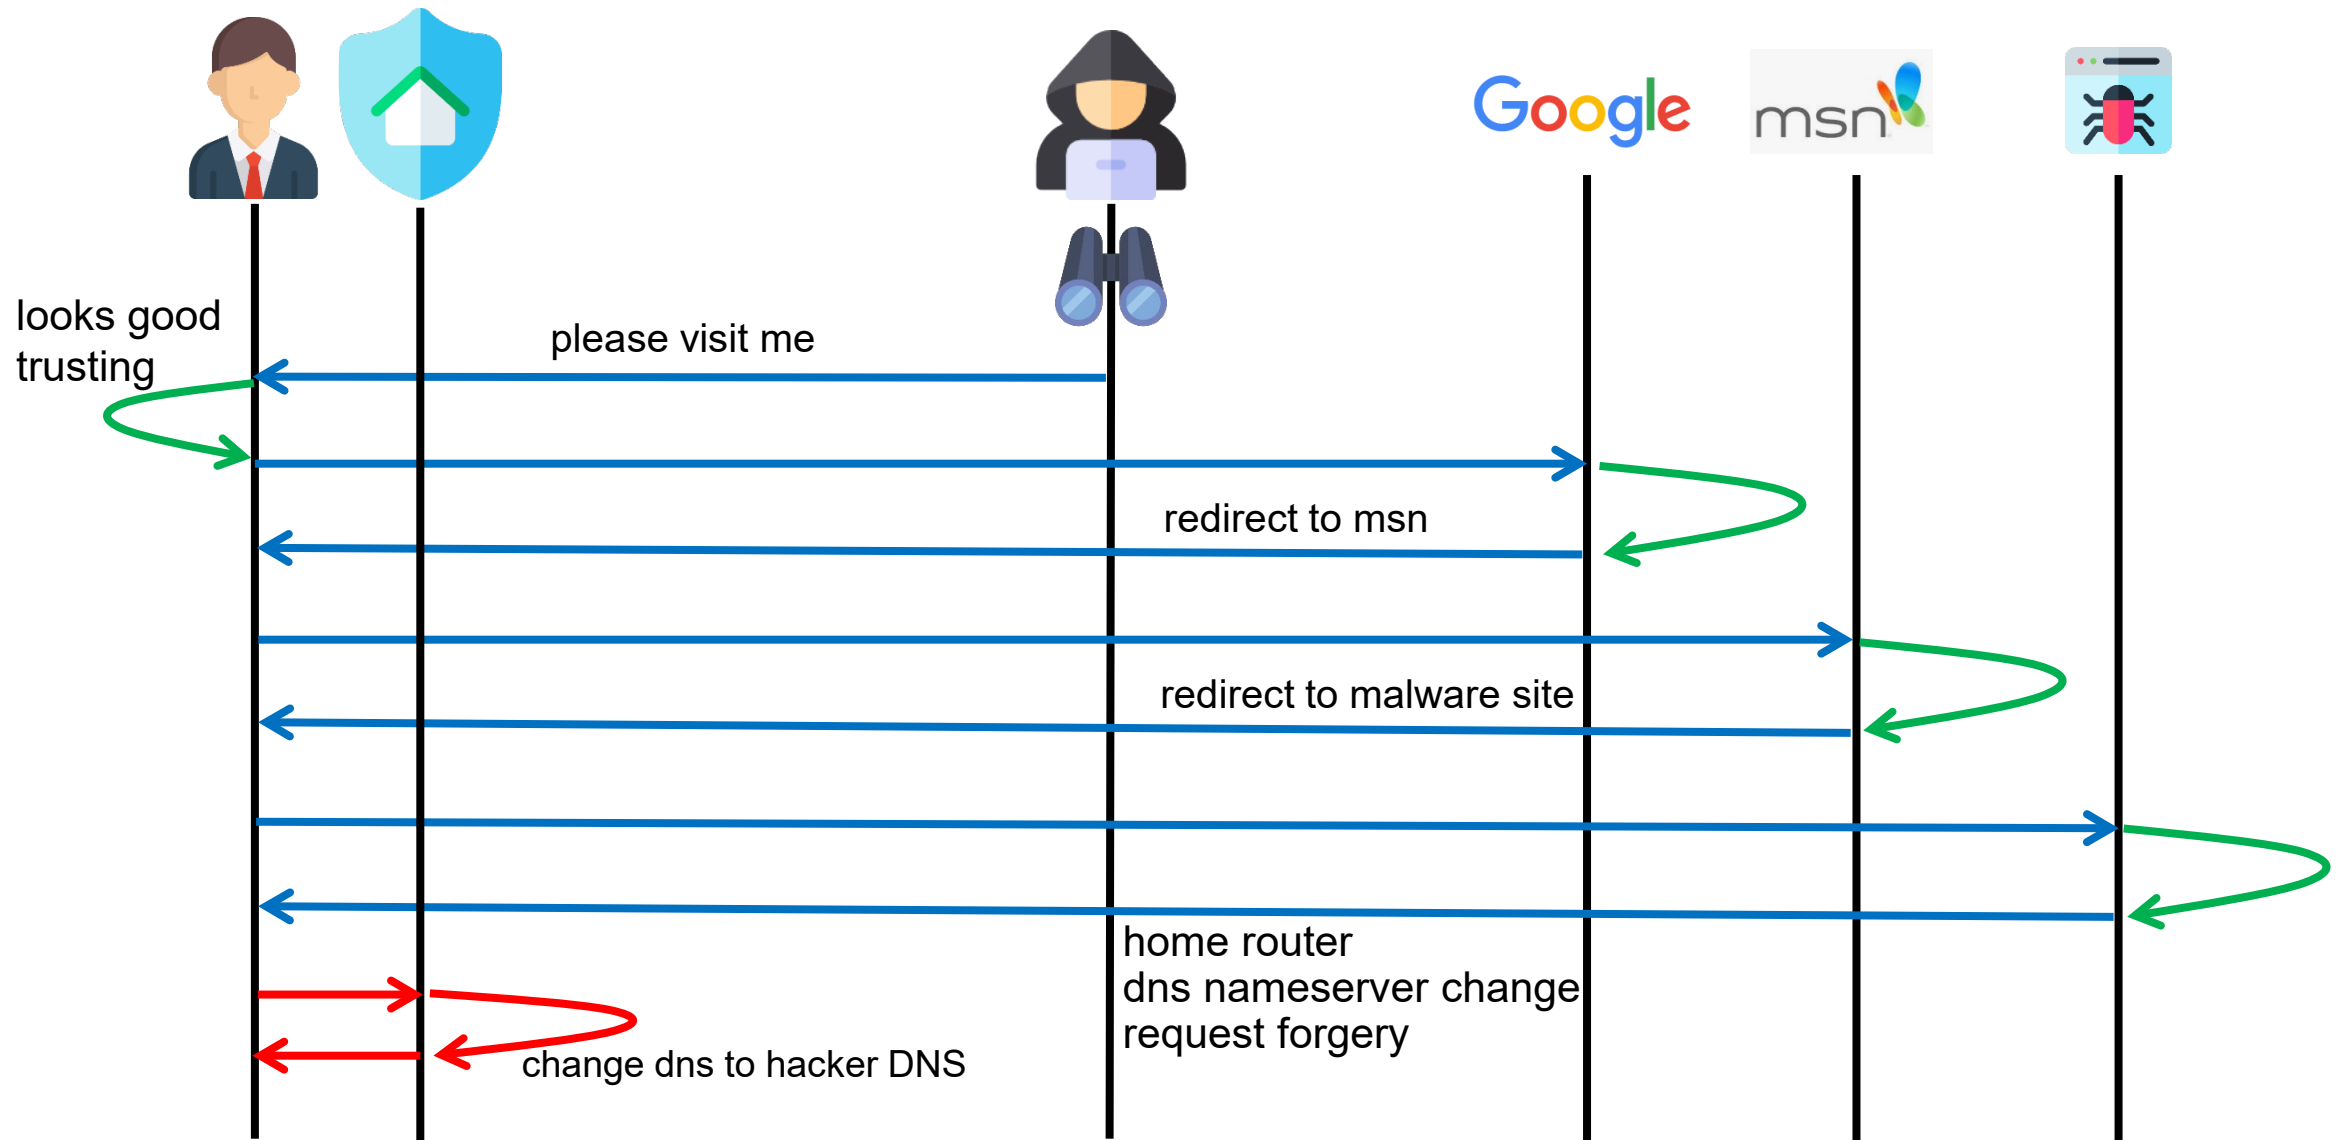 Google
msn
looks good
trusting
please visit me
redirect to msn
redirect to malware site
home router
dns nameserver change
request forgery
change dns to hacker DNS